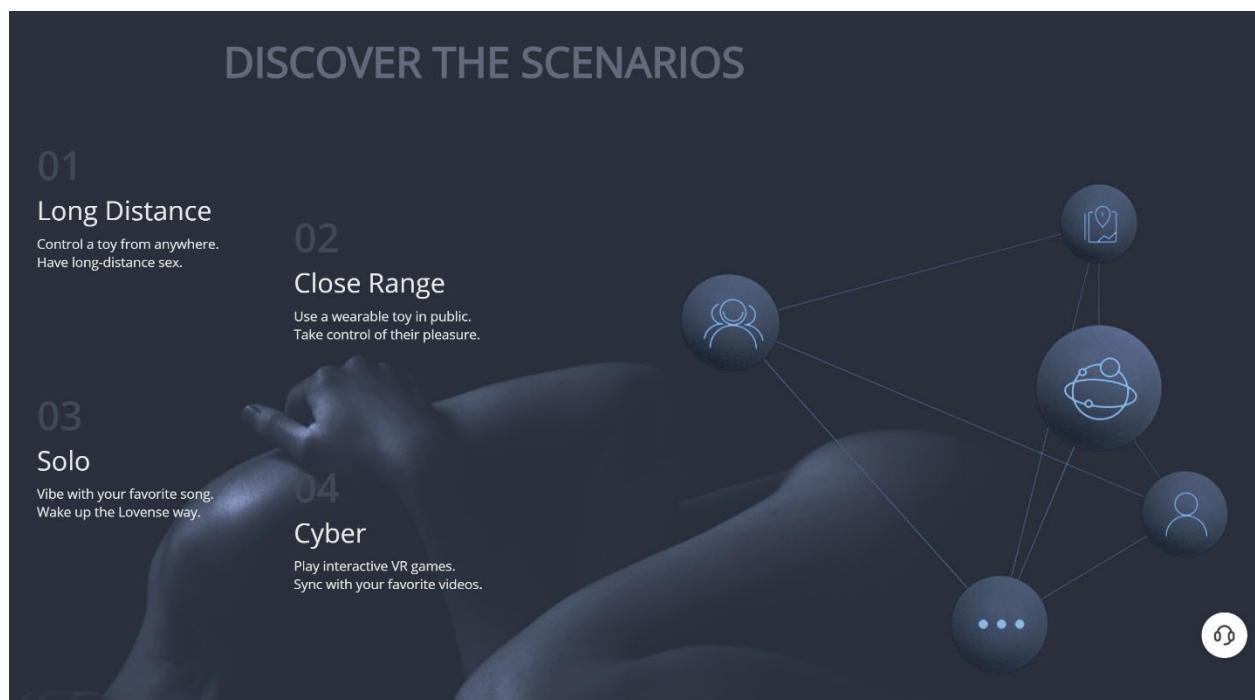 DISCOVER THE SCENARIOS
01
Long Distance
Control a toy from anywhere.
Have long-distance sex.
02
Close Range
Use a wearable toy in public.
Take control of their pleasure.
03
Solo
Vibe with your favorite song.
Wake up the Lovense way.
04
Cyber
Play interactive VR games.
Sync with your favorite videos.